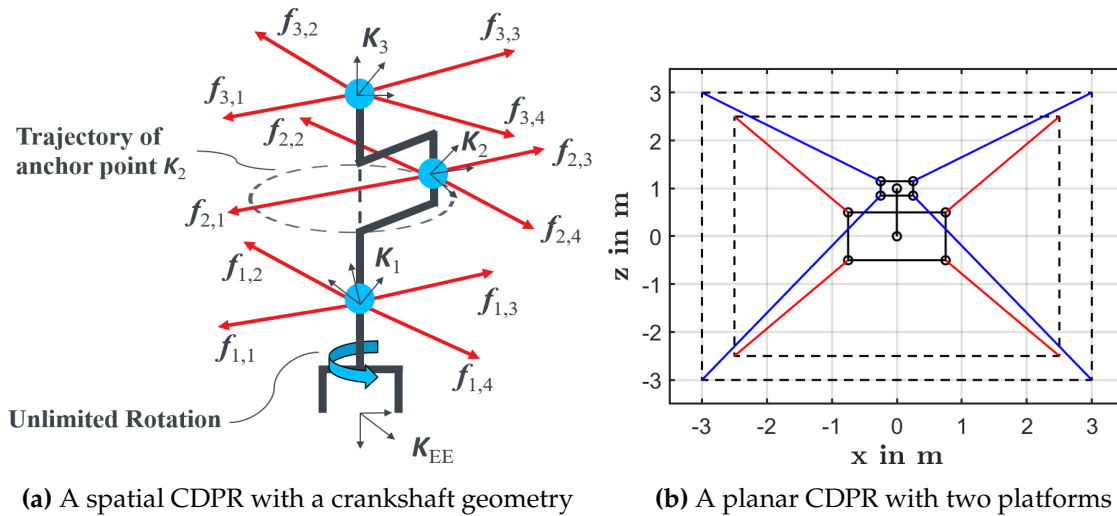 f3,2
K3
f3,3
f3,1
f3,4
Trajectory of
anchor point K2
f2,2
K2
f2,3
f2,1
f2,4
f1,2
K1
f1,3
f1,1
f1,4
Unlimited Rotation
KEE
(a) A spatial CDPR with a crankshaft geometry
3
2
1
0
-1
-2
-3
z in m
-3 -2 -1 0 1 2 3
x in m
(b) A planar CDPR with two platforms